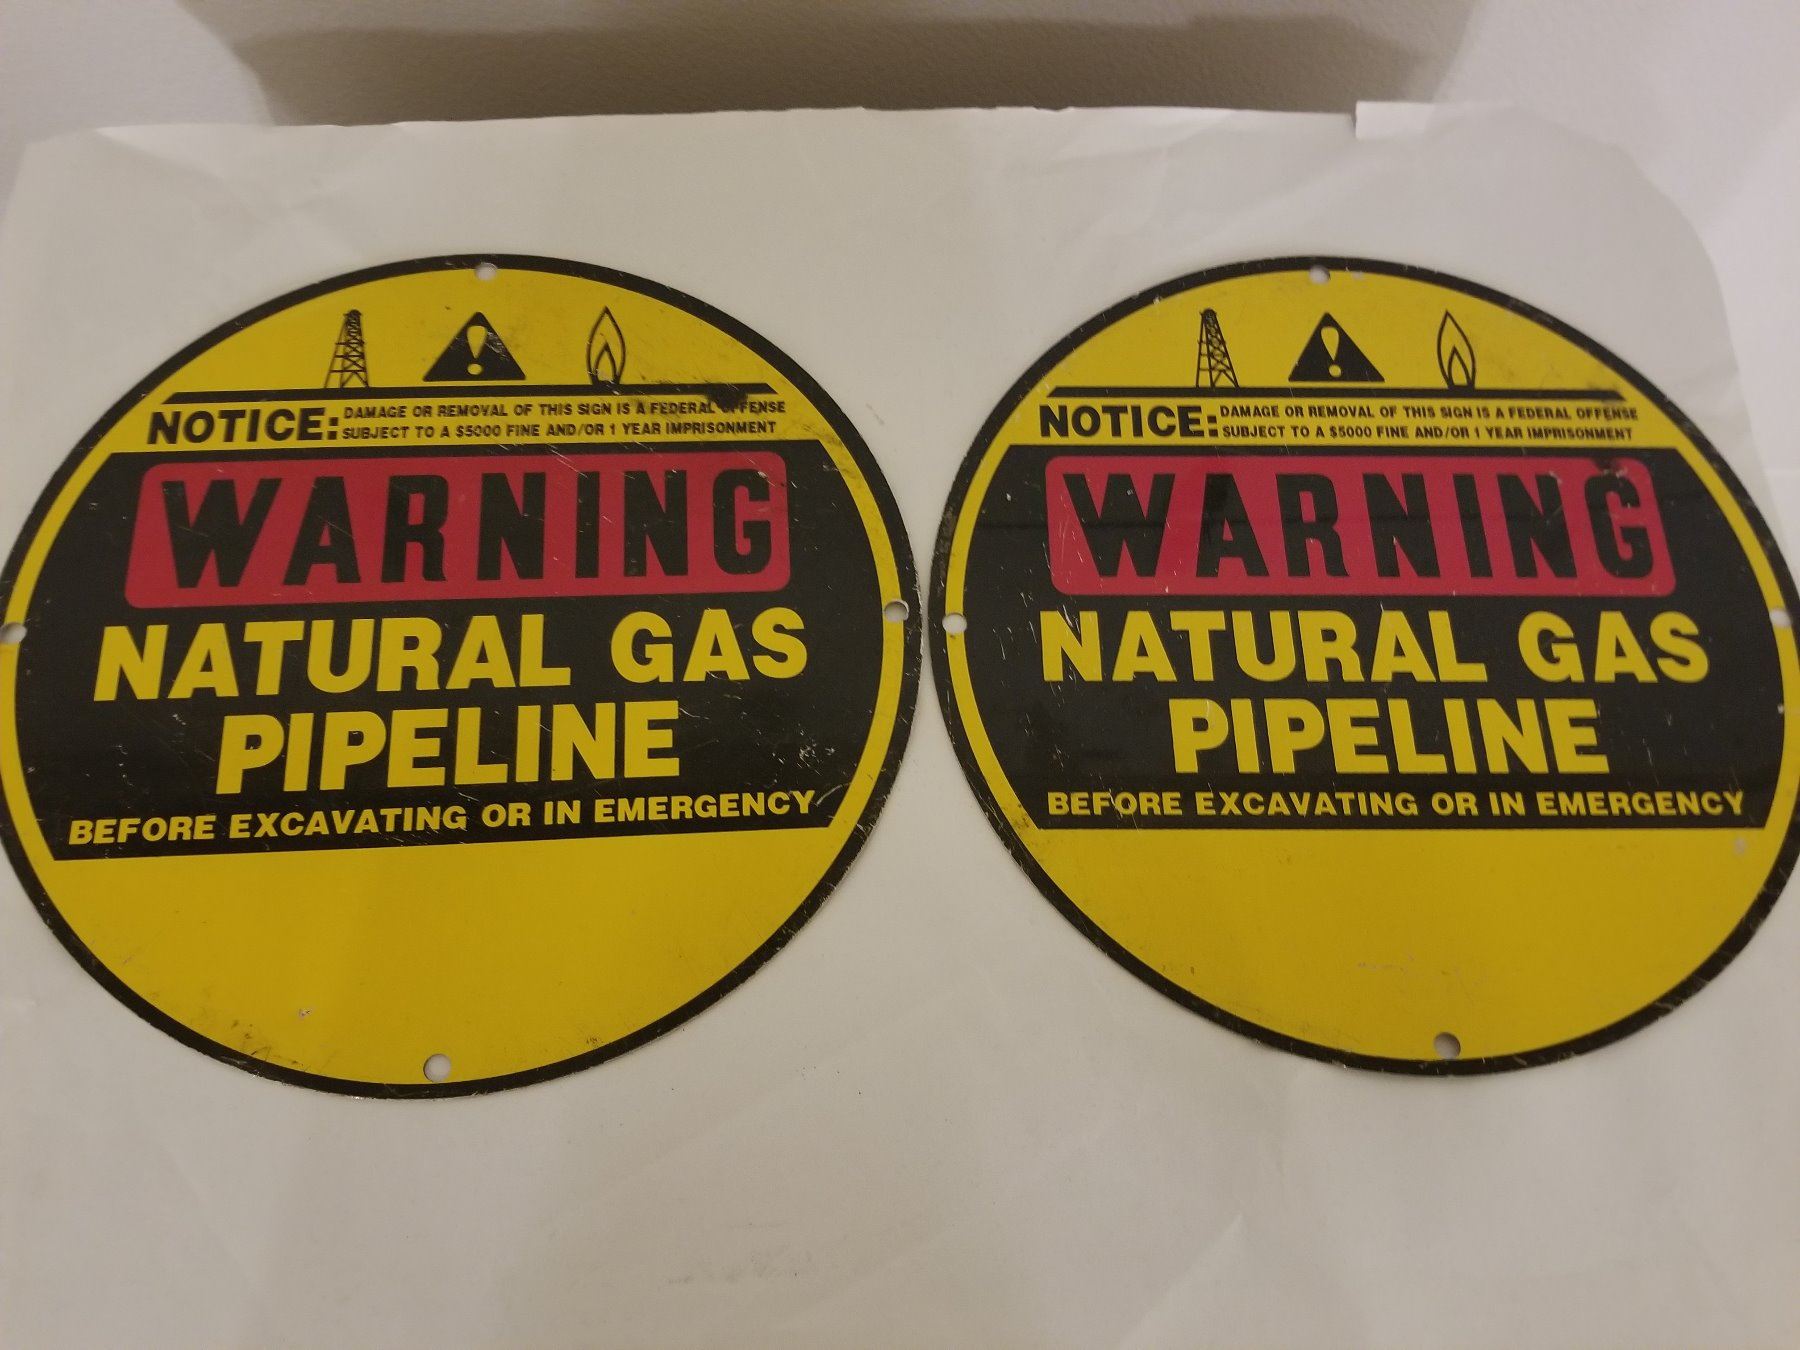 NOTICE: DAMAGE OR REMOVAL OF THIS SIGN IS A FEDERAL OFFENSE
SUBJECT TO A $5000 FINE AND/OR 1 YEAR IMPRISONMENT
WARNING
NATURAL GAS
PIPELINE
BEFORE EXCAVATING OR IN EMERGENCY
NOTICE: DAMAGE OR REMOVAL OF THIS SIGN IS A FEDERAL OFFENSE
SUBJECT TO A $5000 FINE AND/OR 1 YEAR IMPRISONMENT
WARNING
NATURAL GAS
PIPELINE
BEFORE EXCAVATING OR IN EMERGENCY